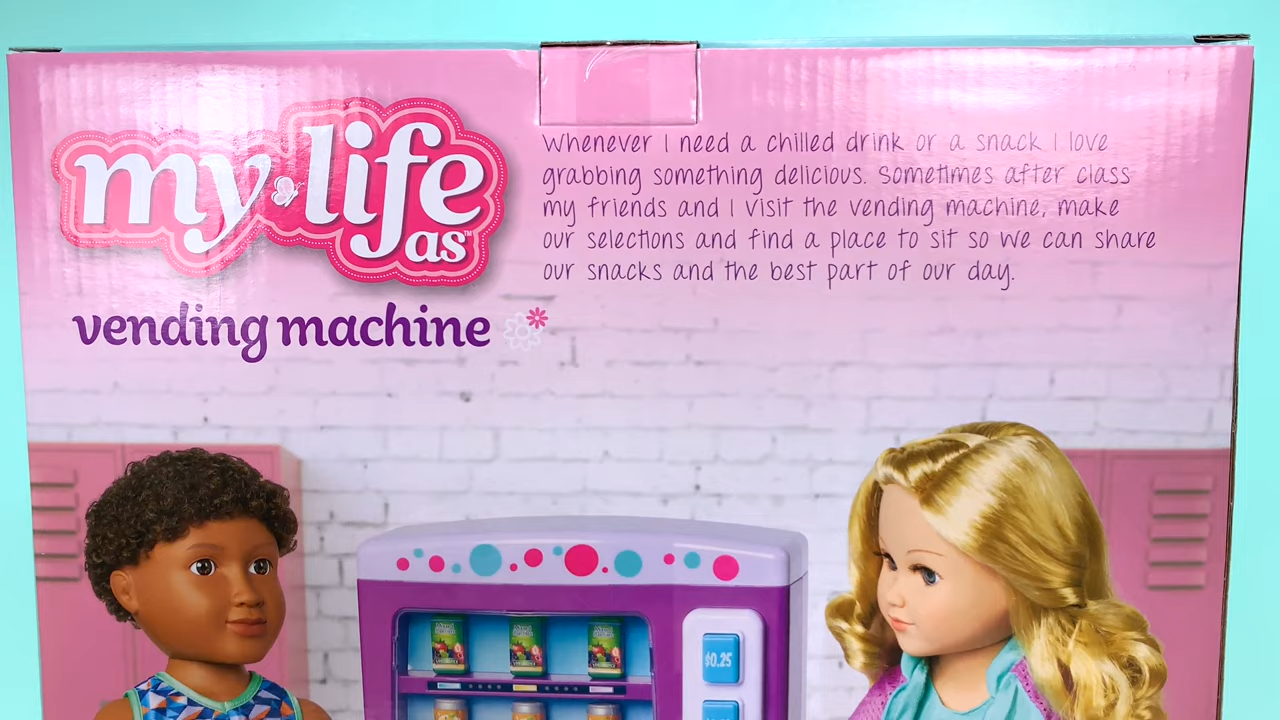 my life
as™
vending machine
Whenever I need a chilled drink or a snack I love
grabbing something delicious. Sometimes after class
my friends and I visit the vending machine, make
our selections and find a place to sit so we can share
our snacks and the best part of our day.
$0.25